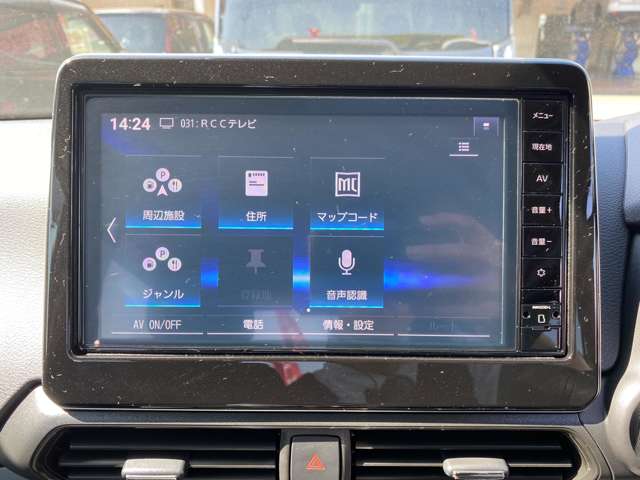 14:24 031:RCCテレビ
周辺施設 住所 マップコード
ジャンル 音声認識
AV ON/OFF 電話 情報・設定
メニュー
現在地
AV
音量+
音量−